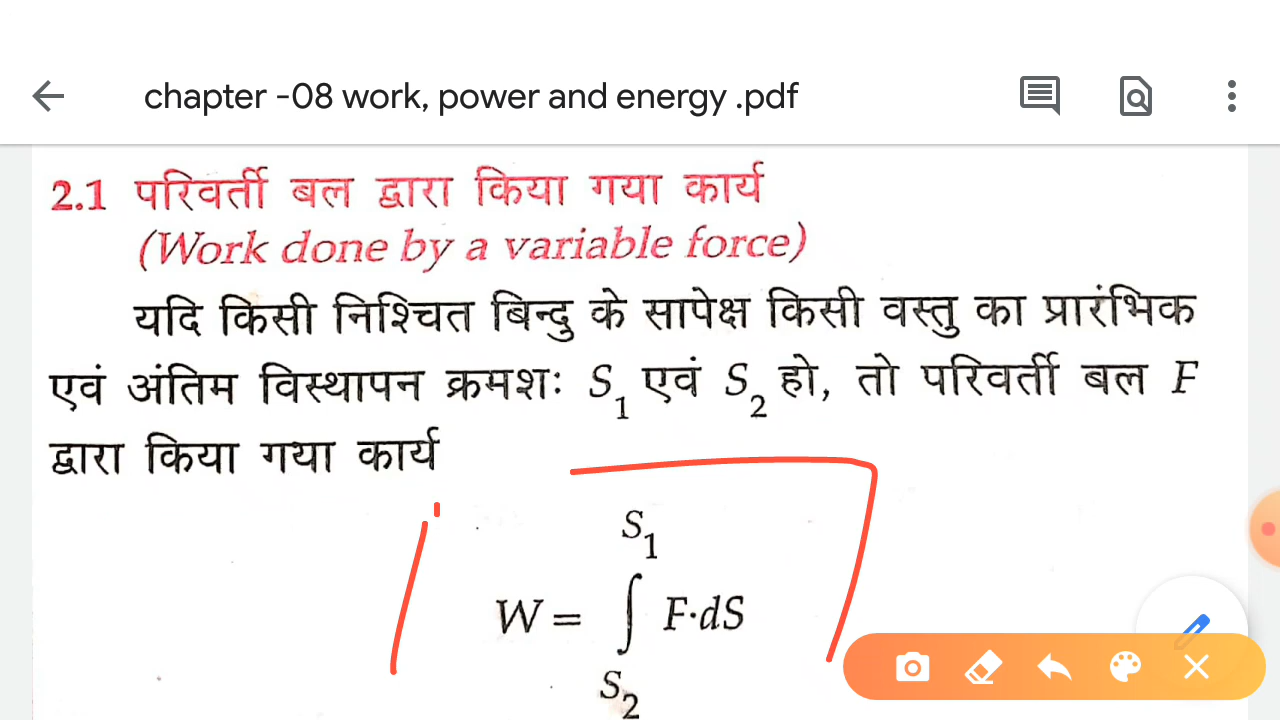 chapter -08 work, power and energy .pdf
2.1 परिवर्ती बल द्वारा किया गया कार्य
(Work done by a variable force)
यदि किसी निश्चित बिन्दु के सापेक्ष किसी वस्तु का प्रारंभिक
एवं अंतिम विस्थापन क्रमशः S₁ एवं S₂ हो, तो परिवर्ती बल F
द्वारा किया गया कार्य
S₁
W = ∫ F·dS
S₂